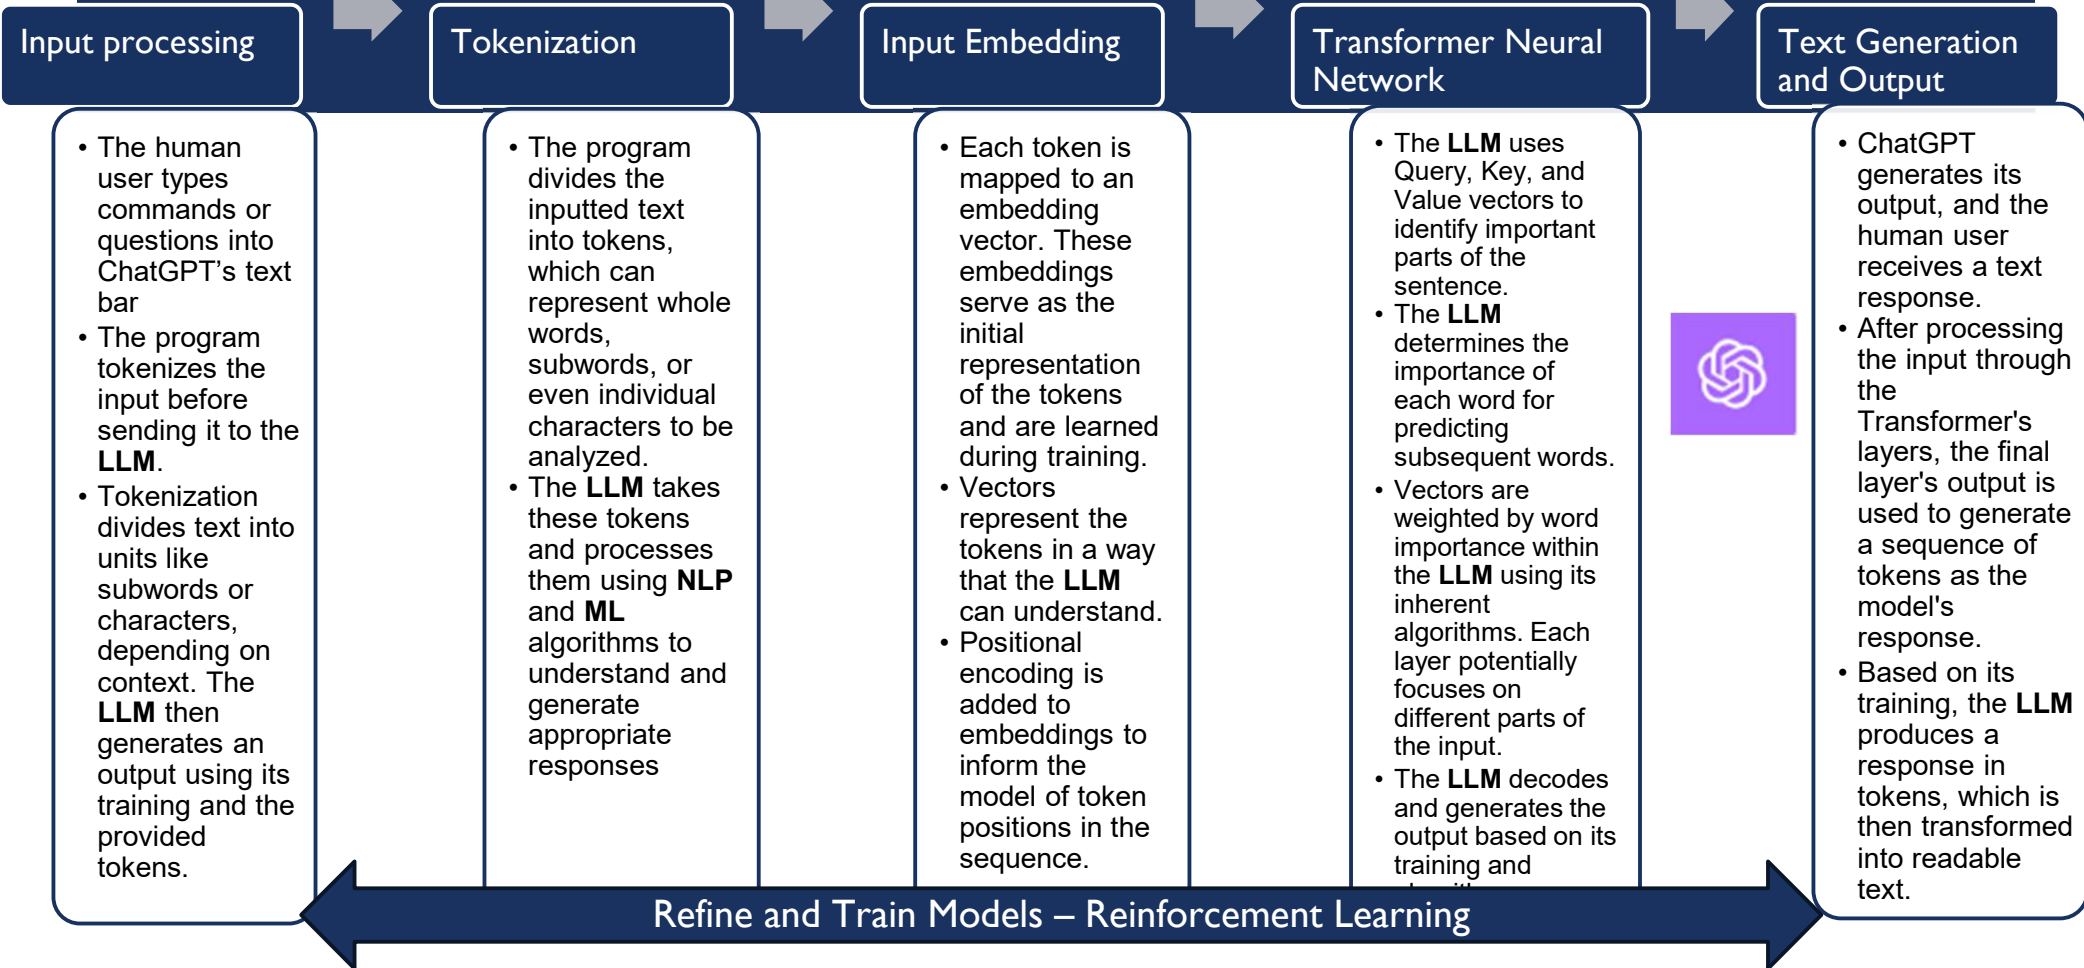 Input processing
• The human
user types
commands or
questions into
ChatGPT’s text
bar
• The program
tokenizes the
input before
sending it to the
LLM.
• Tokenization
divides text into
units like
subwords or
characters,
depending on
context. The
LLM then
generates an
output using its
training and the
provided
tokens.
Tokenization
• The program
divides the
inputted text
into tokens,
which can
represent whole
words,
subwords, or
even individual
characters to be
analyzed.
• The LLM takes
these tokens
and processes
them using NLP
and ML
algorithms to
understand and
generate
appropriate
responses
Input Embedding
• Each token is
mapped to an
embedding
vector. These
embeddings
serve as the
initial
representation
of the tokens
and are learned
during training.
• Vectors
represent the
tokens in a way
that the LLM
can understand.
• Positional
encoding is
added to
embeddings to
inform the
model of token
positions in the
sequence.
Transformer Neural
Network
• The LLM uses
Query, Key, and
Value vectors to
identify important
parts of the
sentence.
• The LLM
determines the
importance of
each word for
predicting
subsequent words.
• Vectors are
weighted by word
importance within
the LLM using its
inherent
algorithms. Each
layer potentially
focuses on
different parts of
the input.
• The LLM decodes
and generates the
output based on its
training and
Text Generation
and Output
• ChatGPT
generates its
output, and the
human user
receives a text
response.
• After processing
the input through
the
Transformer's
layers, the final
layer's output is
used to generate
a sequence of
tokens as the
model's
response.
• Based on its
training, the LLM
produces a
response in
tokens, which is
then transformed
into readable
text.
Refine and Train Models – Reinforcement Learning